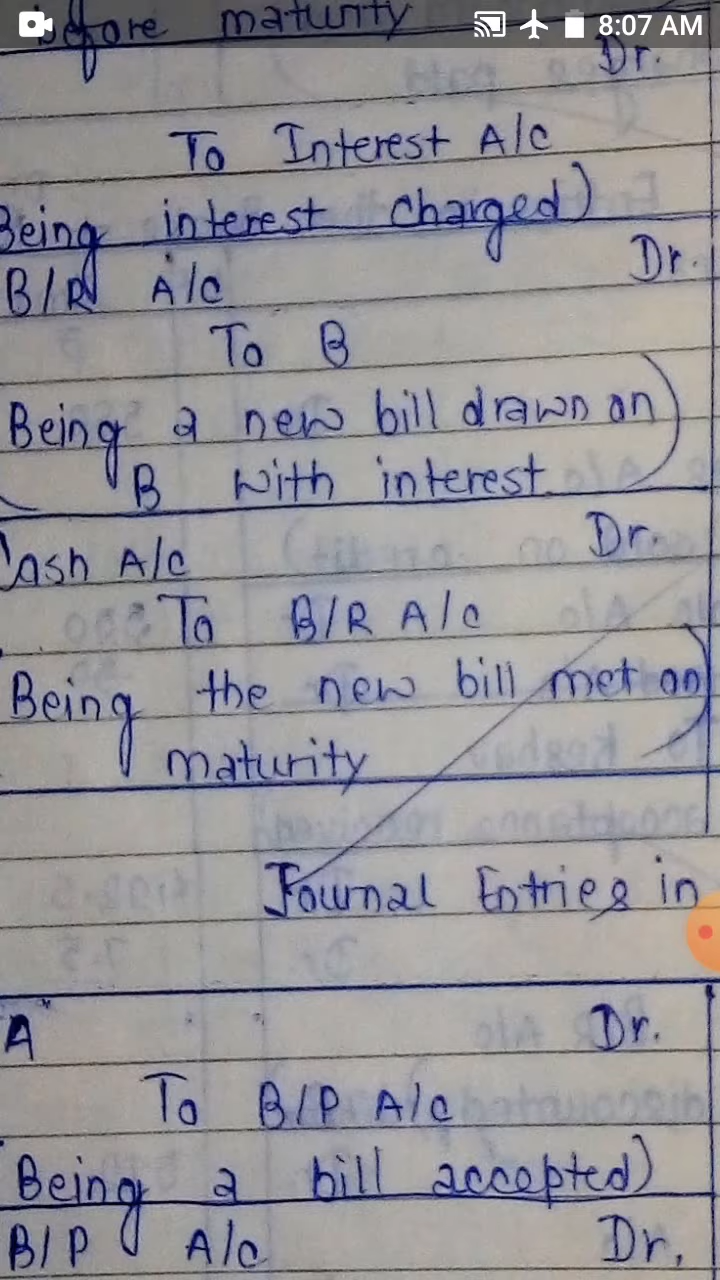 8:07 AM
before maturity
Dr.
To Interest A/c
Being interest charged)
Dr.
B/R A/c
To B
Being a new bill drawn on)
(B with interest
Cash A/c Dr.
To B/R A/c
Being the new bill met on)
maturity
Journal Entries in
A Dr.
To B/P A/c
Being a bill accepted)
B/P A/c Dr.